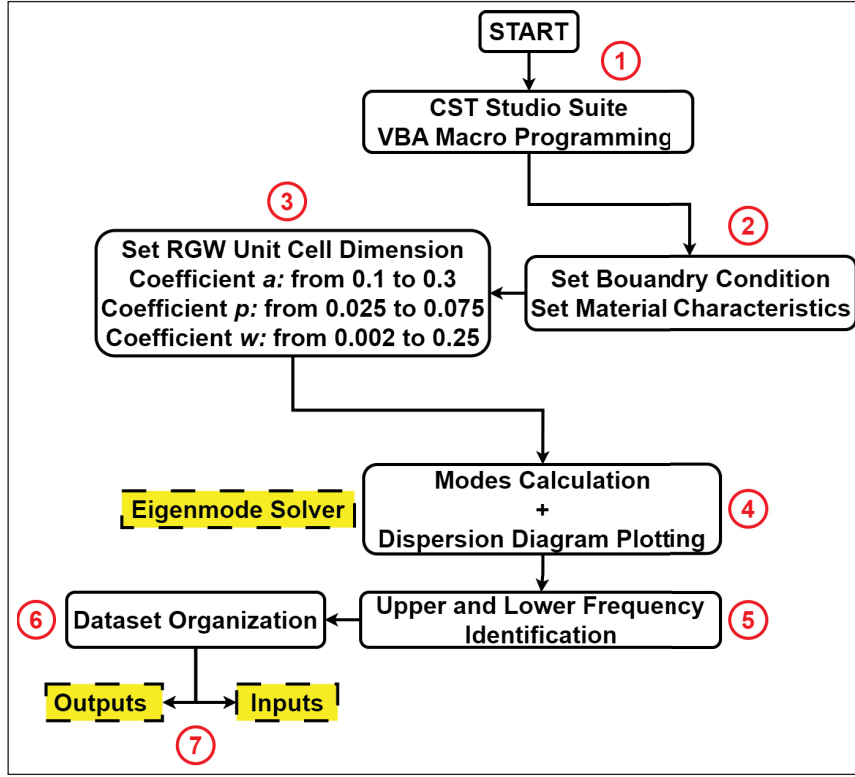 START
1
CST Studio Suite
VBA Macro Programming
2
Set Bouandry Condition
Set Material Characteristics
3
Set RGW Unit Cell Dimension
Coefficient a: from 0.1 to 0.3
Coefficient p: from 0.025 to 0.075
Coefficient w: from 0.002 to 0.25
Modes Calculation
+
Dispersion Diagram Plotting
4
Eigenmode Solver
Upper and Lower Frequency
Identification
5
6
Dataset Organization
Outputs
Inputs
7